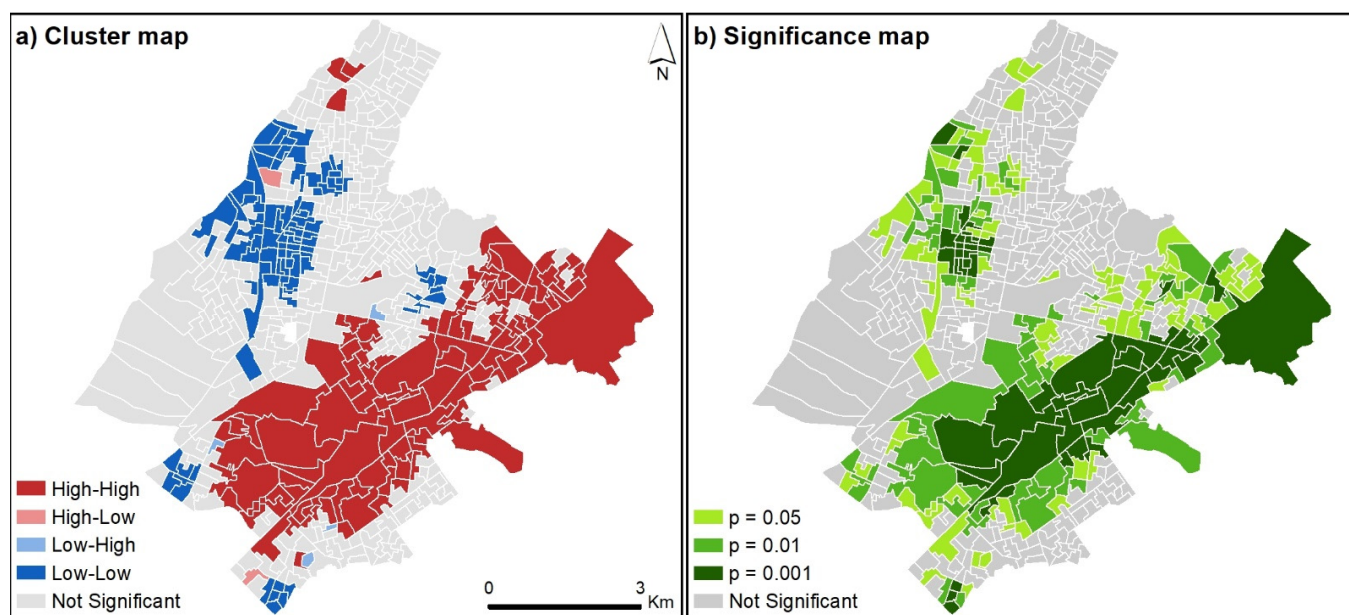 a) Cluster map
N
High-High
High-Low
Low-High
Low-Low
Not Significant
0 3
Km
b) Significance map
p = 0.05
p = 0.01
p = 0.001
Not Significant